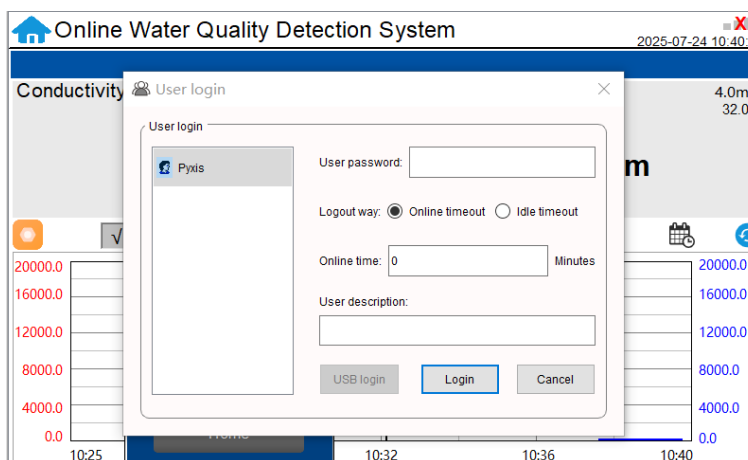 Online Water Quality Detection System
X
2025-07-24 10:40:
Conductivity
User login
4.0m
32.0
User login
Pyxis
User password:
m
Logout way: Online timeout Idle timeout
√
Online time: 0 Minutes
20000.0
20000.0
16000.0
16000.0
User description:
12000.0
12000.0
8000.0
USB login Login Cancel
8000.0
4000.0
4000.0
0.0
Home
0.0
10:25 10:32 10:36 10:40